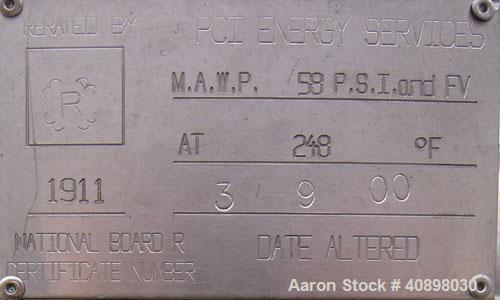 RERATED BY PCI ENERGY SERVICES
R
M.A.W.P. 58 P.S.I. and FV
AT 248 °F
1911 3 9 00
NATIONAL BOARD R DATE ALTERED
CERTIFICATE NUMBER
Aaron Stock # 40898030